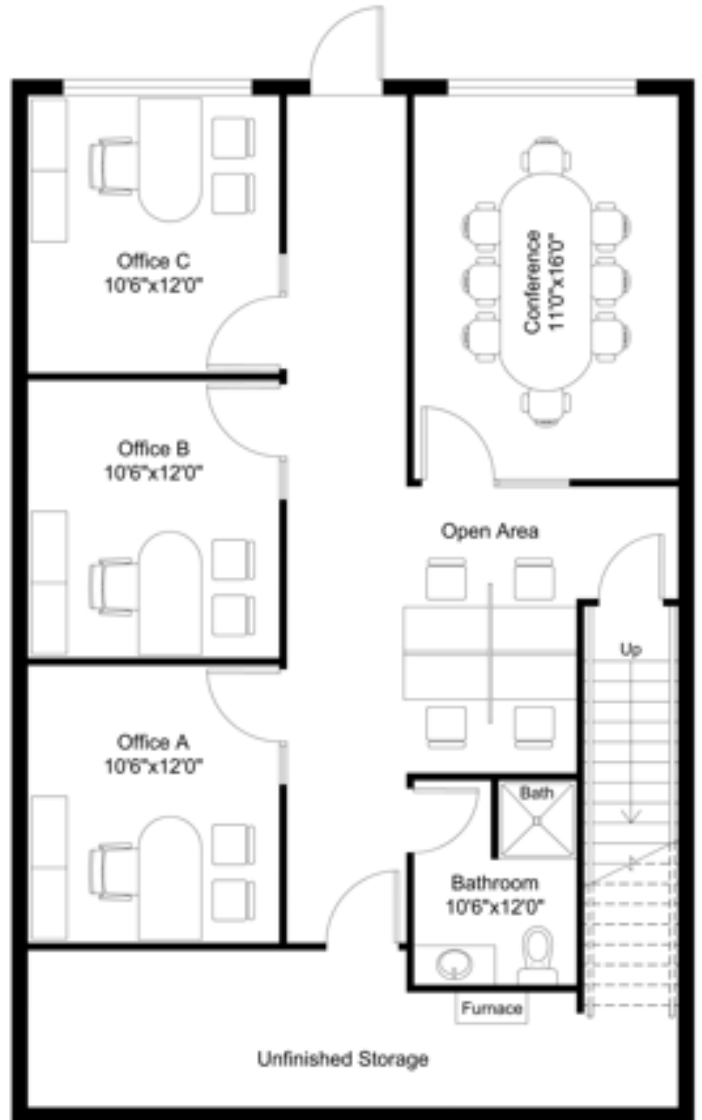 Office C
10'6"x12'0"
Conference
11'0"x16'0"
Office B
10'6"x12'0"
Open Area
Up
Office A
10'6"x12'0"
Bath
Bathroom
10'6"x12'0"
Furnace
Unfinished Storage